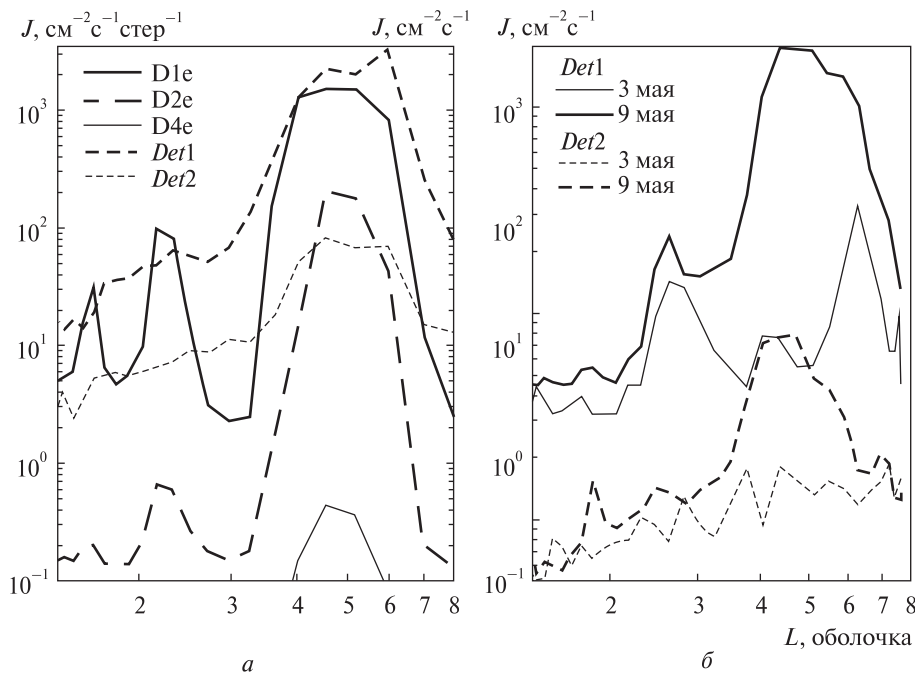 J, см⁻²с⁻¹стер⁻¹
J, см⁻²с⁻¹
D1e
D2e
D4e
Det1
Det2
10³
10²
10¹
10⁰
10⁻¹
2 3 4 5 6 7 8
а
J, см⁻²с⁻¹
Det1
3 мая
9 мая
Det2
3 мая
9 мая
10³
10²
10¹
10⁰
10⁻¹
2 3 4 5 6 7 8
L, оболочка
б